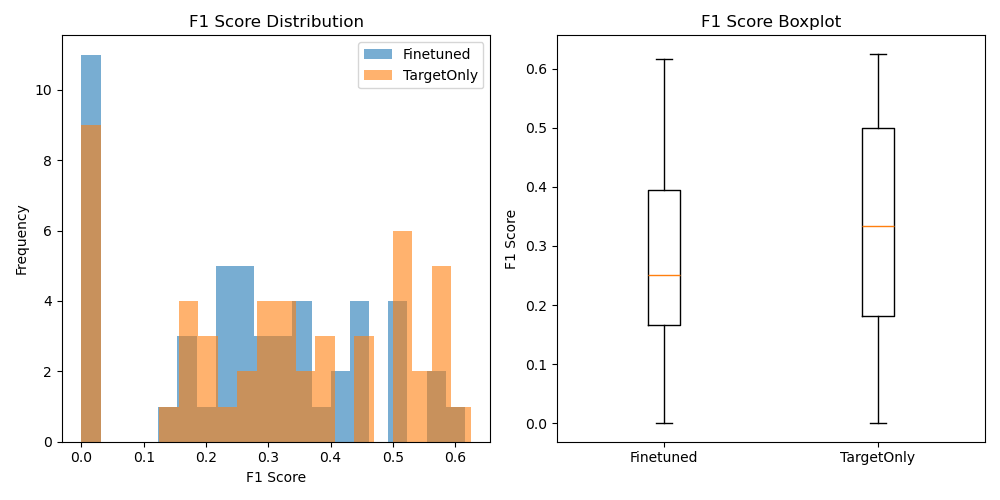 F1 Score Distribution
Finetuned
TargetOnly
10
8
6
4
2
0
Frequency
0.0 0.1 0.2 0.3 0.4 0.5 0.6
F1 Score
F1 Score Boxplot
0.6
0.5
0.4
0.3
0.2
0.1
0.0
F1 Score
Finetuned TargetOnly